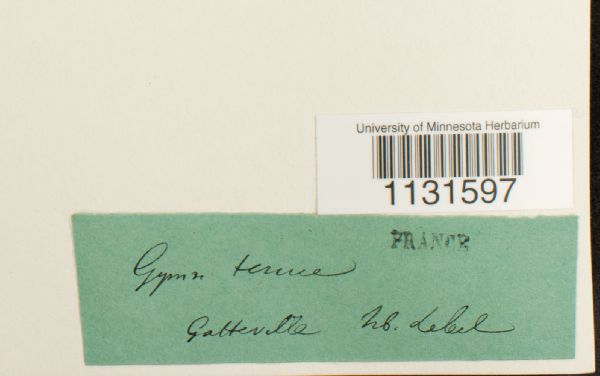 University of Minnesota Herbarium
1131597
FRANCE
Gymn. tenue
Gatteville hb. Lebel